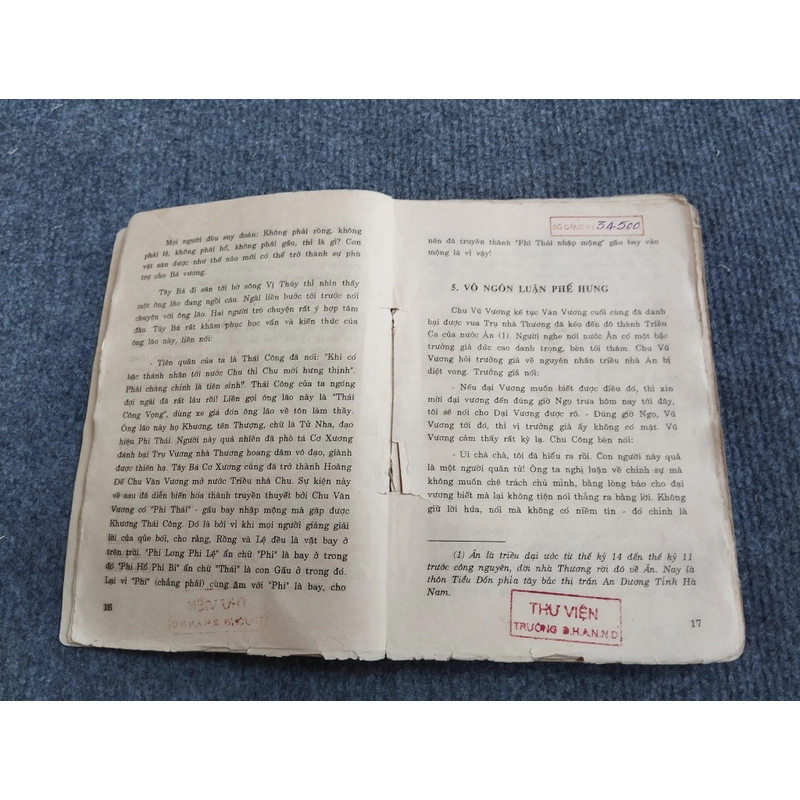 Mọi người đều suy đoán: Không phải rồng, không
phải lệ, không phải hổ, không phải gấu, thì là gì? Con
vật săn được như thế nào mới có thể trở thành sự phù
trợ cho Bá vương.
Tây Bá đi săn tới bờ sông Vị Thủy thì nhìn thấy
một ông lão đang ngồi câu. Ngài liền bước tới trước nói
chuyện với ông lão. Hai người trò chuyện rất ý hợp tâm
đầu. Tây Bá rất khâm phục học vấn và kiến thức của
ông lão này, liền nói:
- Tiên quân của ta là Thái Công đã nói: "Khi có
bậc thánh nhân tới nước Chu thì Chu mới hưng thịnh".
Phải chăng chính là tiên sinh?. Thái Công của ta ngóng
đợi ngài đã rất lâu rồi! Liền gọi ông lão này là "Thái
Công Vọng", dùng xe giá đón ông lão về tôn làm thầy.
Ông lão này họ Khương, tên Thượng, chữ là Tử Nha, đạo
hiệu Phi Thái. Người này quả nhiên đã phò tá Cơ Xương
đánh bại Trụ Vương nhà Thương hoang dâm vô đạo, giành
được thiên hạ. Tây Bá Cơ Xương cũng đã trở thành Hoàng
Đế Chu Văn Vương mở nước Triều nhà Chu. Sự kiện này
về sau đã diễn biến hóa thành truyền thuyết bởi Chu Văn
Vương có "Phi Thái" - gấu bay nhập mộng mà gặp được
Khương Thái Công. Đó là bởi vì khi mọi người giảng giải
lời của quẻ bói, cho rằng, Rồng và Lệ đều là vật bay ở
trên trời. "Phi Long Phi Lệ" ẩn chữ "Phi" là bay ở trong
đó "Phi Hổ Phi Bi" ẩn chữ "Thái" là con Gấu ở trong đó.
Lại vì "Phi" (chẳng phải) cùng âm với "Phi" là bay, cho
16
THƯ VIỆN
SỐ ĐĂNG KÝ 34500
nên đã truyền thành "Phi Thái nhập mộng" gấu bay vào
mộng là vì vậy!
5. VÔ NGÔN LUẬN PHẾ HƯNG
Chu Vũ Vương kế tục Văn Vương cuối cùng đã đánh
bại được vua Trụ nhà Thương đã kéo đến đô thành Triều
Ca của nước Ân (1). Người nghe nói nước Ân có một bậc
trưởng giả đức cao danh trọng, bèn tới thăm. Chu Vũ
Vương hỏi trưởng giả về nguyên nhân triều nhà Ân bị
diệt vong. Trưởng giả nói:
- Nếu đại Vương muốn biết được điều đó, thì xin
mời đại vương đến đúng giờ Ngọ trưa hôm nay tới đây,
tôi sẽ nói cho Đại Vương được rõ. - Đúng giờ Ngọ, Vũ
Vương tới đó, thì vị trưởng giả ấy không có mặt. Vũ
Vương cảm thấy rất kỳ lạ. Chu Công bèn nói:
- Ui chà chà, tôi đã hiểu ra rồi. Con người này quả
là một người quân tử! Ông ta nghị luận về chính sự mà
không muốn chê trách chủ mình, bằng lòng báo cho đại
vương biết mà lại không tiện nói thẳng ra bằng lời. Không
giữ lời hứa, nói mà không có niềm tin - đó chính là
(1) Ân là triều đại ước từ thế kỷ 14 đến thế kỷ 11
trước công nguyên, đời nhà Thương rời đô về Ân. Nay là
thôn Tiểu Đốn phía tây bắc thị trấn An Dương Tỉnh Hà
Nam.
THƯ VIỆN
TRƯỜNG Đ.H.A.N.N.D
17